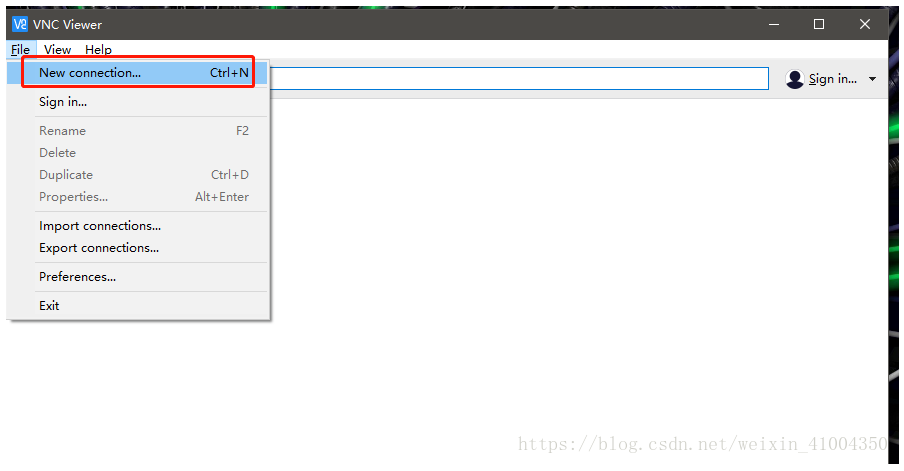 V2 VNC Viewer
File View Help
New connection... Ctrl+N
Sign in...
Sign in...
Rename F2
Delete
Duplicate Ctrl+D
Properties... Alt+Enter
Import connections...
Export connections...
Preferences...
Exit
https://blog.csdn.net/weixin_41004350